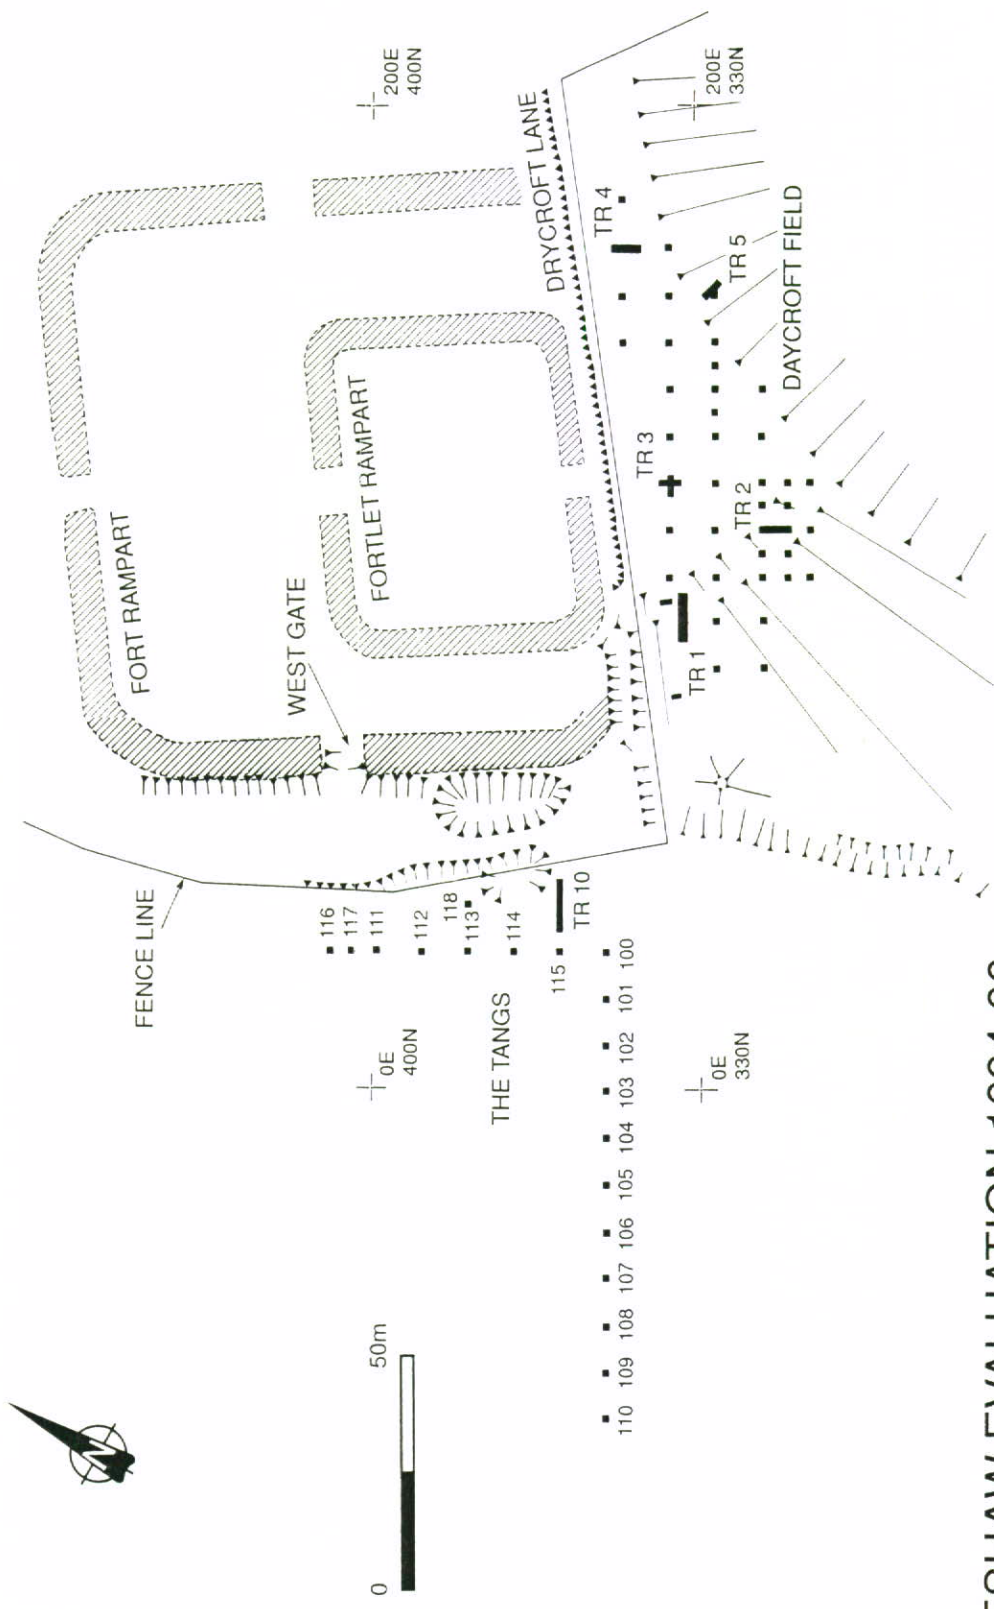 200E
400N
200E
330N
DRYCROFT LANE
TR 4
TR 5
DAYCROFT FIELD
TR 3
TR 2
TR 1
FORT RAMPART
FORTLET RAMPART
WEST GATE
FENCE LINE
116
117
111
112
118
113
114
115
TR 10
THE TANGS
0E
400N
0E
330N
100
101
102
103
104
105
106
107
108
109
110
0
50m
N
EVALUATION